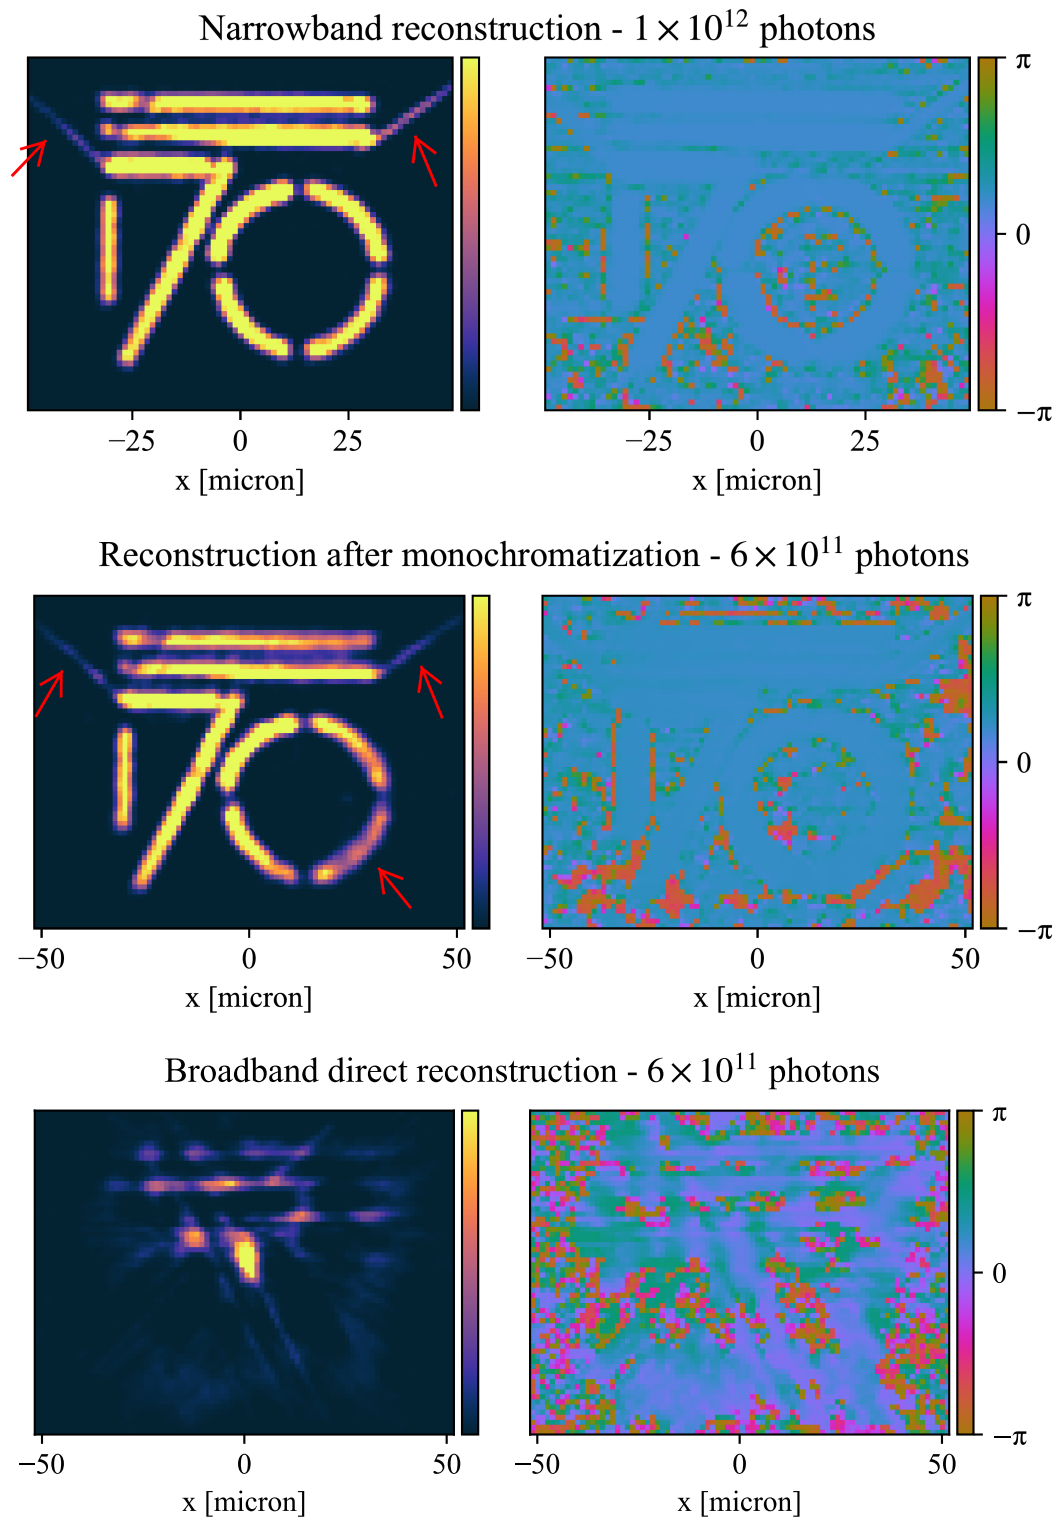 Narrowband reconstruction - 1 × 10¹² photons
π
0
−π
−25 0 25
−25 0 25
x [micron]
x [micron]
Reconstruction after monochromatization - 6 × 10¹¹ photons
π
0
−π
−50 0 50
−50 0 50
x [micron]
x [micron]
Broadband direct reconstruction - 6 × 10¹¹ photons
π
0
−π
−50 0 50
−50 0 50
x [micron]
x [micron]